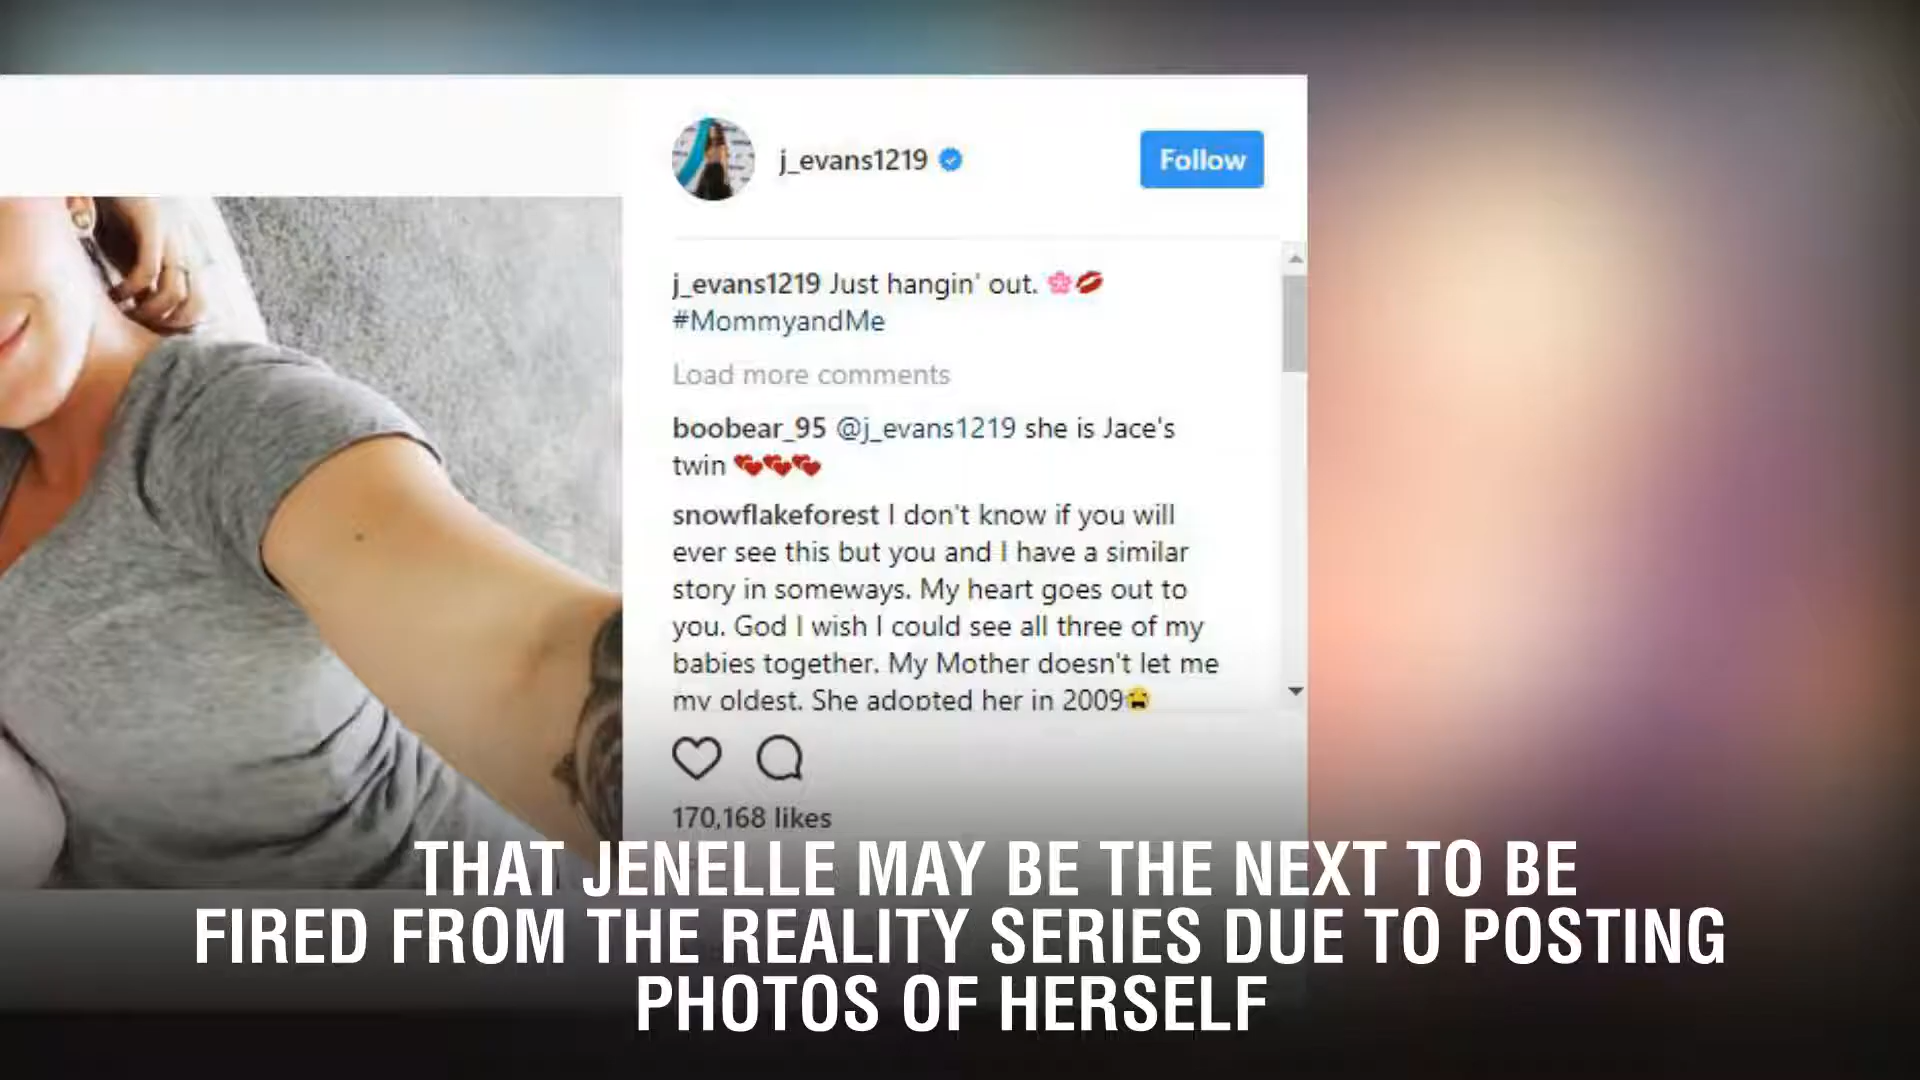 j_evans1219
Follow
j_evans1219 Just hangin' out. 🌸💋
#MommyandMe
Load more comments
boobear_95 @j_evans1219 she is Jace's
twin 💕💕💕
snowflakeforest I don't know if you will
ever see this but you and I have a similar
story in someways. My heart goes out to
you. God I wish I could see all three of my
babies together. My Mother doesn't let me
my oldest. She adopted her in 2009😫
170,168 likes
THAT JENELLE MAY BE THE NEXT TO BE
FIRED FROM THE REALITY SERIES DUE TO POSTING
PHOTOS OF HERSELF